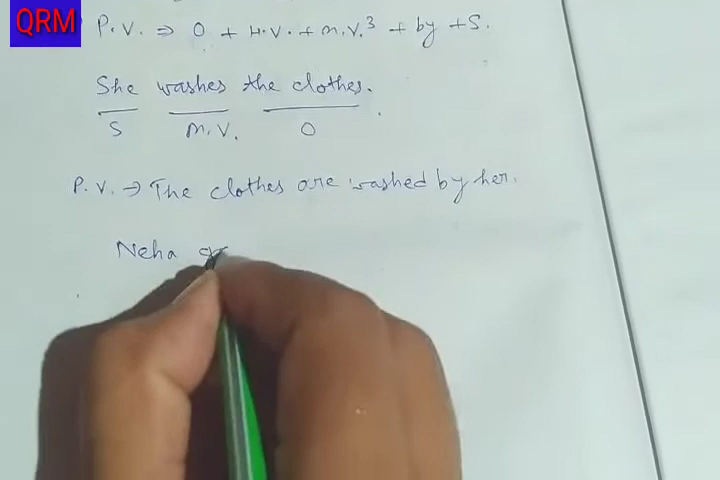 QRM
P.V. ⇒ O + H.V. + M.V.³ + by + S.
She washes the clothes.
S M.V. O
P.V. → The clothes are washed by her.
Neha